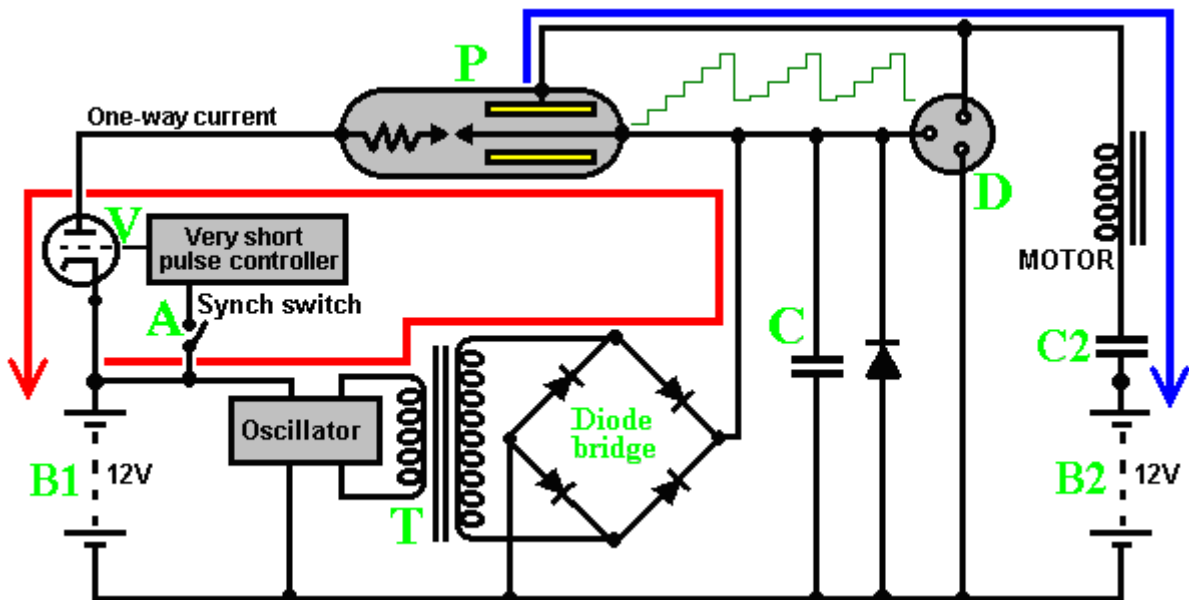 P
One-way current
V
Very short
pulse controller
D
A
Synch switch
MOTOR
C
C2
Oscillator
Diode
bridge
B1
12V
T
B2
12V